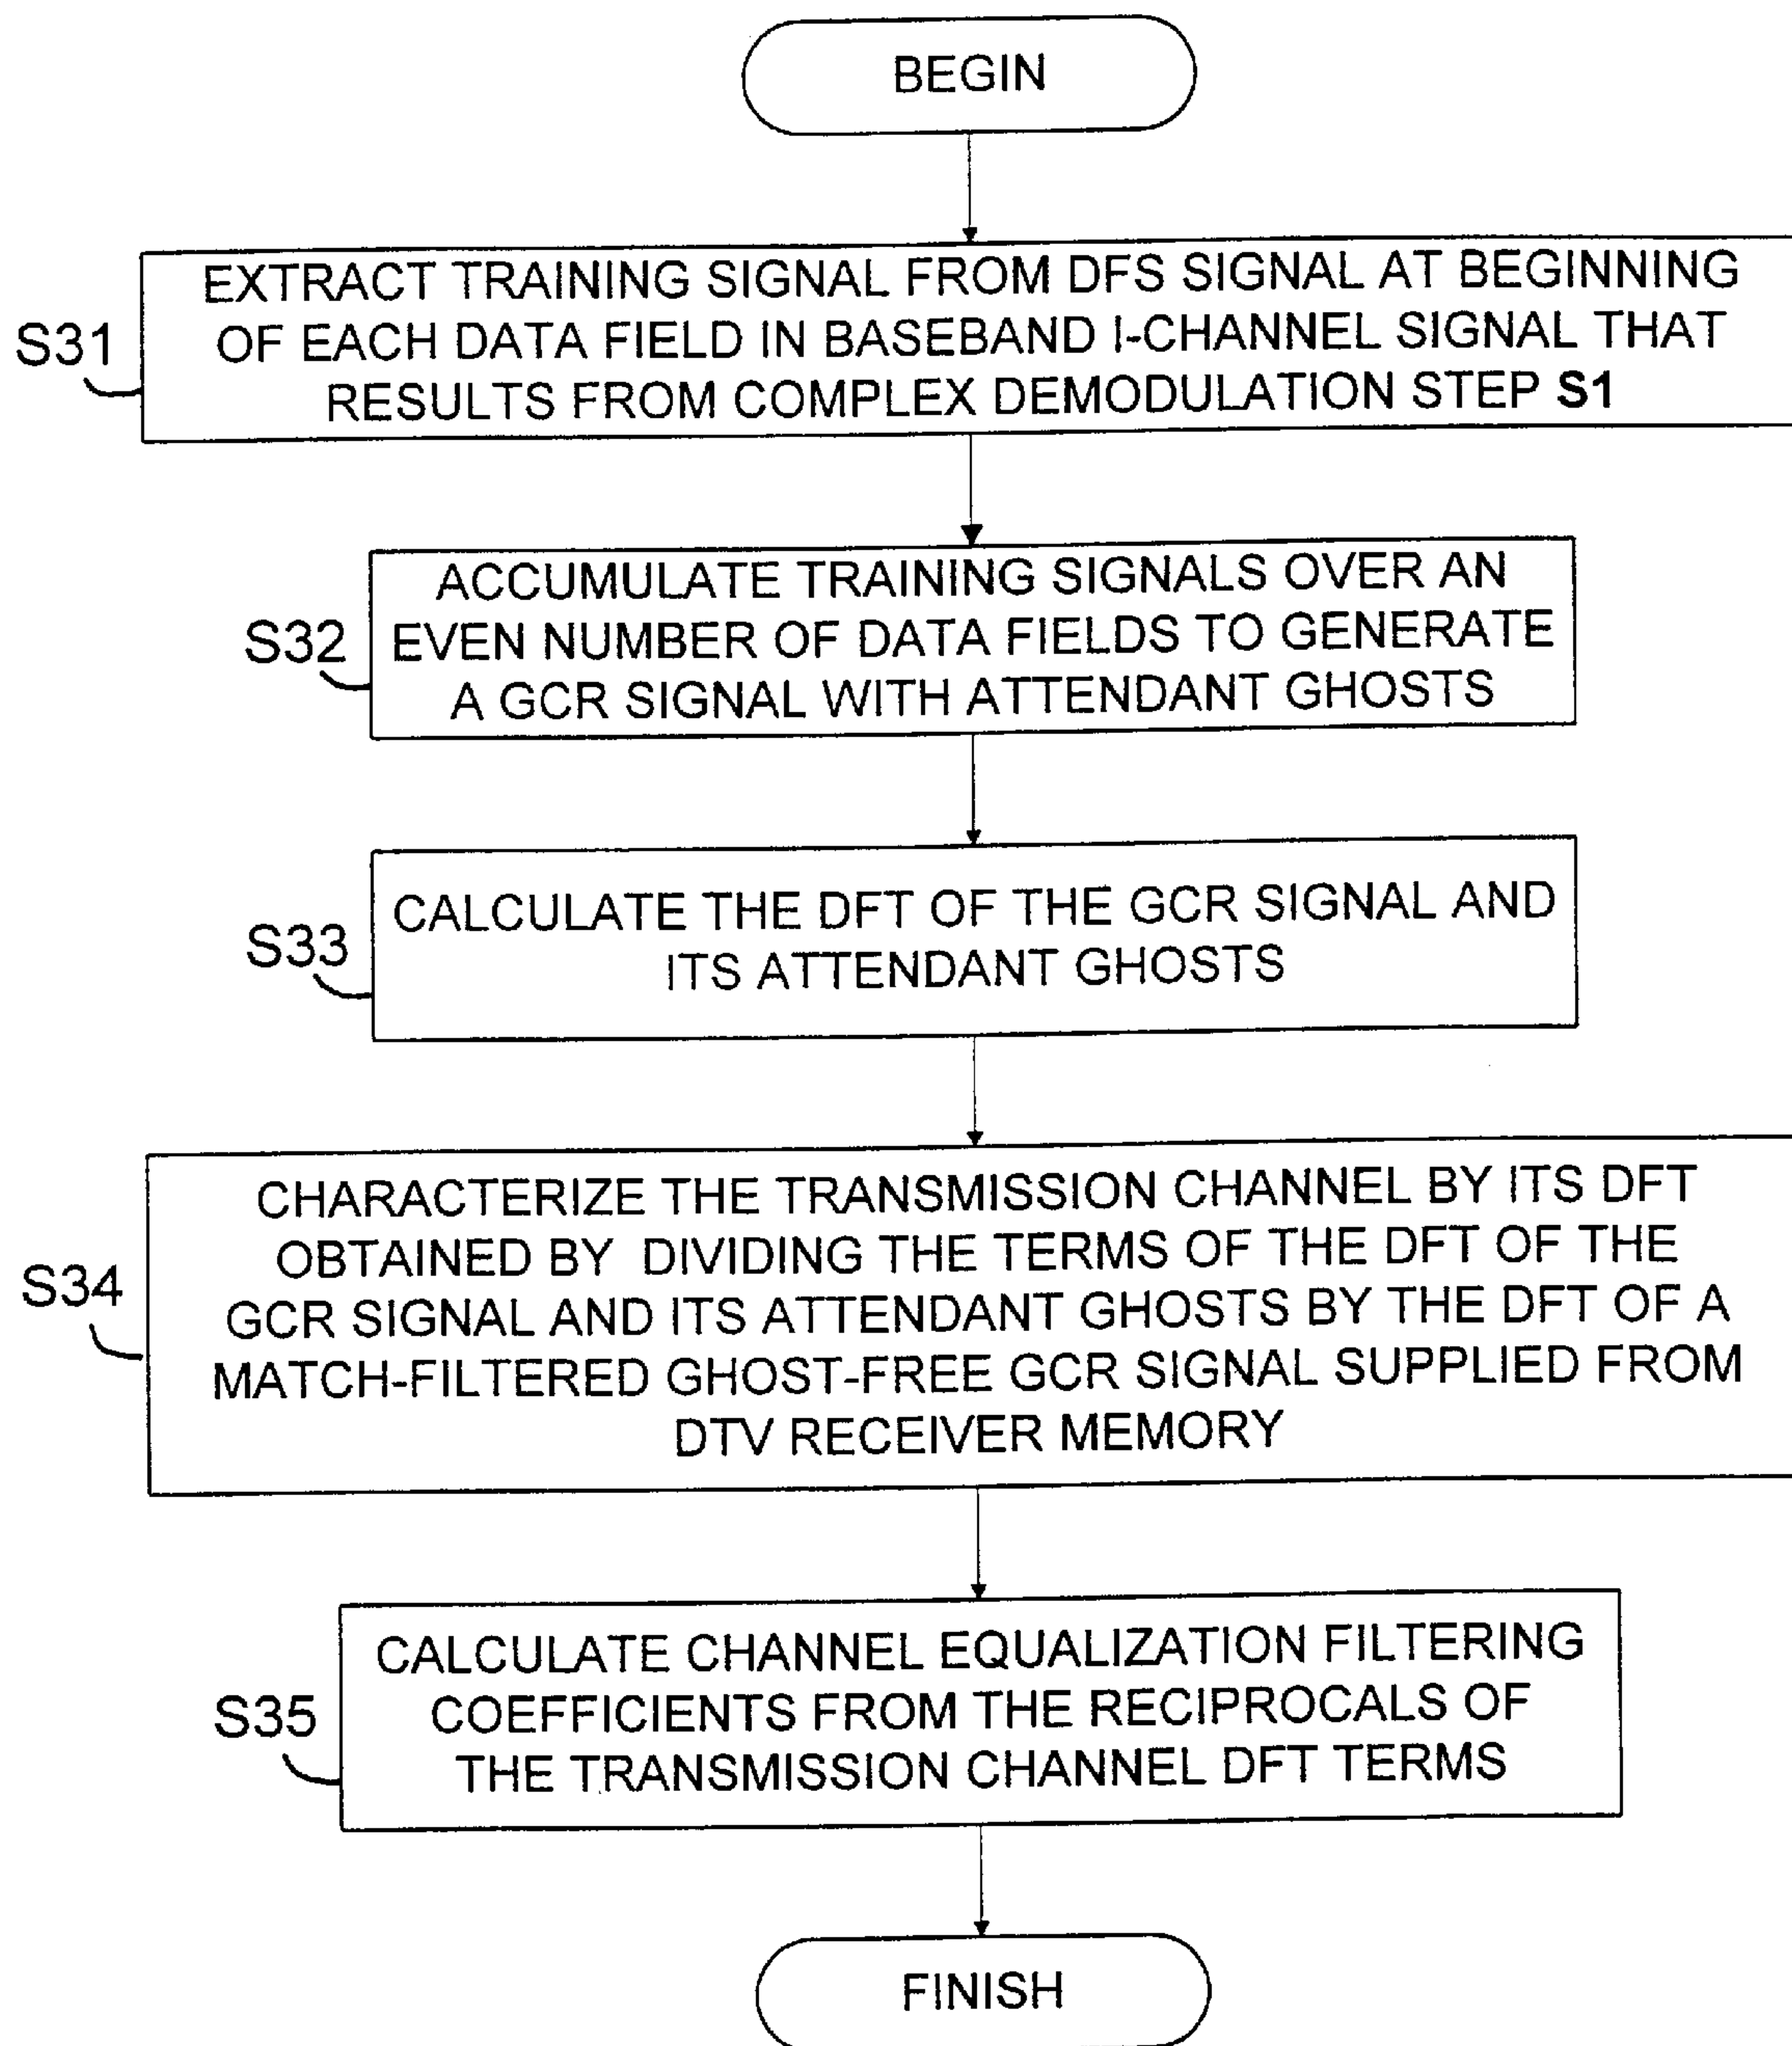 BEGIN
EXTRACT TRAINING SIGNAL FROM DFS SIGNAL AT BEGINNING
OF EACH DATA FIELD IN BASEBAND I-CHANNEL SIGNAL THAT
RESULTS FROM COMPLEX DEMODULATION STEP S1
S31
ACCUMULATE TRAINING SIGNALS OVER AN
EVEN NUMBER OF DATA FIELDS TO GENERATE
A GCR SIGNAL WITH ATTENDANT GHOSTS
S32
CALCULATE THE DFT OF THE GCR SIGNAL AND
ITS ATTENDANT GHOSTS
S33
CHARACTERIZE THE TRANSMISSION CHANNEL BY ITS DFT
OBTAINED BY DIVIDING THE TERMS OF THE DFT OF THE
GCR SIGNAL AND ITS ATTENDANT GHOSTS BY THE DFT OF A
MATCH-FILTERED GHOST-FREE GCR SIGNAL SUPPLIED FROM
DTV RECEIVER MEMORY
S34
CALCULATE CHANNEL EQUALIZATION FILTERING
COEFFICIENTS FROM THE RECIPROCALS OF
THE TRANSMISSION CHANNEL DFT TERMS
S35
FINISH